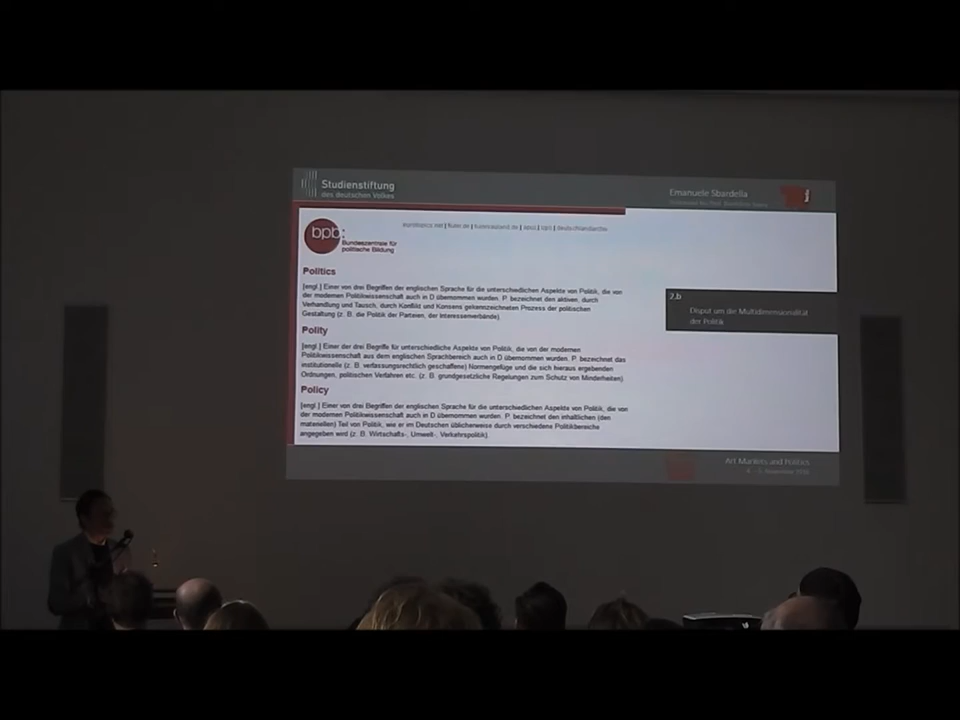 Studienstiftung
des deutschen Volkes
Emanuele Sbardella
bpb:
Bundeszentrale für
politische Bildung
eurotopics.net | fluter.de
Politics
[engl.] Einer von drei Begriffen der englischen Sprache für die unterschiedlichen Aspekte von Politik, die von
der modernen Politikwissenschaft auch in D übernommen wurden. P. bezeichnet den aktiven, durch
Verhandlung und Tausch, durch Konflikt und Konsens gekennzeichneten Prozess der politischen
Gestaltung (z. B. die Politik der Parteien, der Interessenverbände).
Polity
[engl.] Einer der drei Begriffe für unterschiedliche Aspekte von Politik, die von der modernen
Politikwissenschaft aus dem englischen Sprachbereich auch in D übernommen wurden. P. bezeichnet das
institutionelle (z. B. verfassungsrechtlich geschaffene) Normengefüge und die sich hieraus ergebenden
Ordnungen, politischen Verfahren etc. (z. B. grundgesetzliche Regelungen zum Schutz von Minderheiten)
Policy
[engl.] Einer von drei Begriffen der englischen Sprache für die unterschiedlichen Aspekte von Politik, die von
der modernen Politikwissenschaft auch in D übernommen wurden. P. bezeichnet den inhaltlichen (den
materiellen) Teil von Politik, wie er im Deutschen üblicherweise durch verschiedene Politikbereiche
angegeben wird (z. B. Wirtschafts-, Umwelt-, Verkehrspolitik).
2.b
Disput um die Multidimensionalität
der Politik
Art Markets and Politics